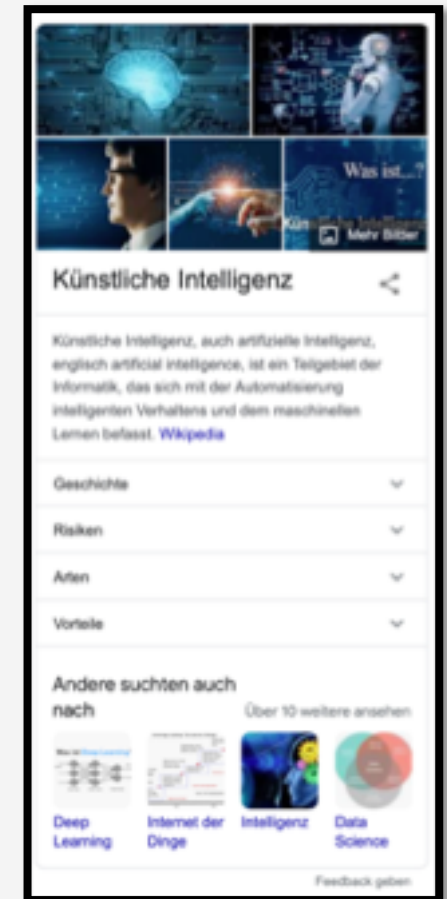 Was ist...?
Mehr Bilder
Künstliche Intelligenz
Künstliche Intelligenz, auch artifizielle Intelligenz,
englisch artificial intelligence, ist ein Teilgebiet der
Informatik, das sich mit der Automatisierung
intelligenten Verhaltens und dem maschinellen
Lernen befasst. Wikipedia
Geschichte
Risiken
Arten
Vorteile
Andere suchten auch
nach
Über 10 weitere ansehen
Deep
Learning
Internet der
Dinge
Intelligenz
Data
Science
Feedback geben